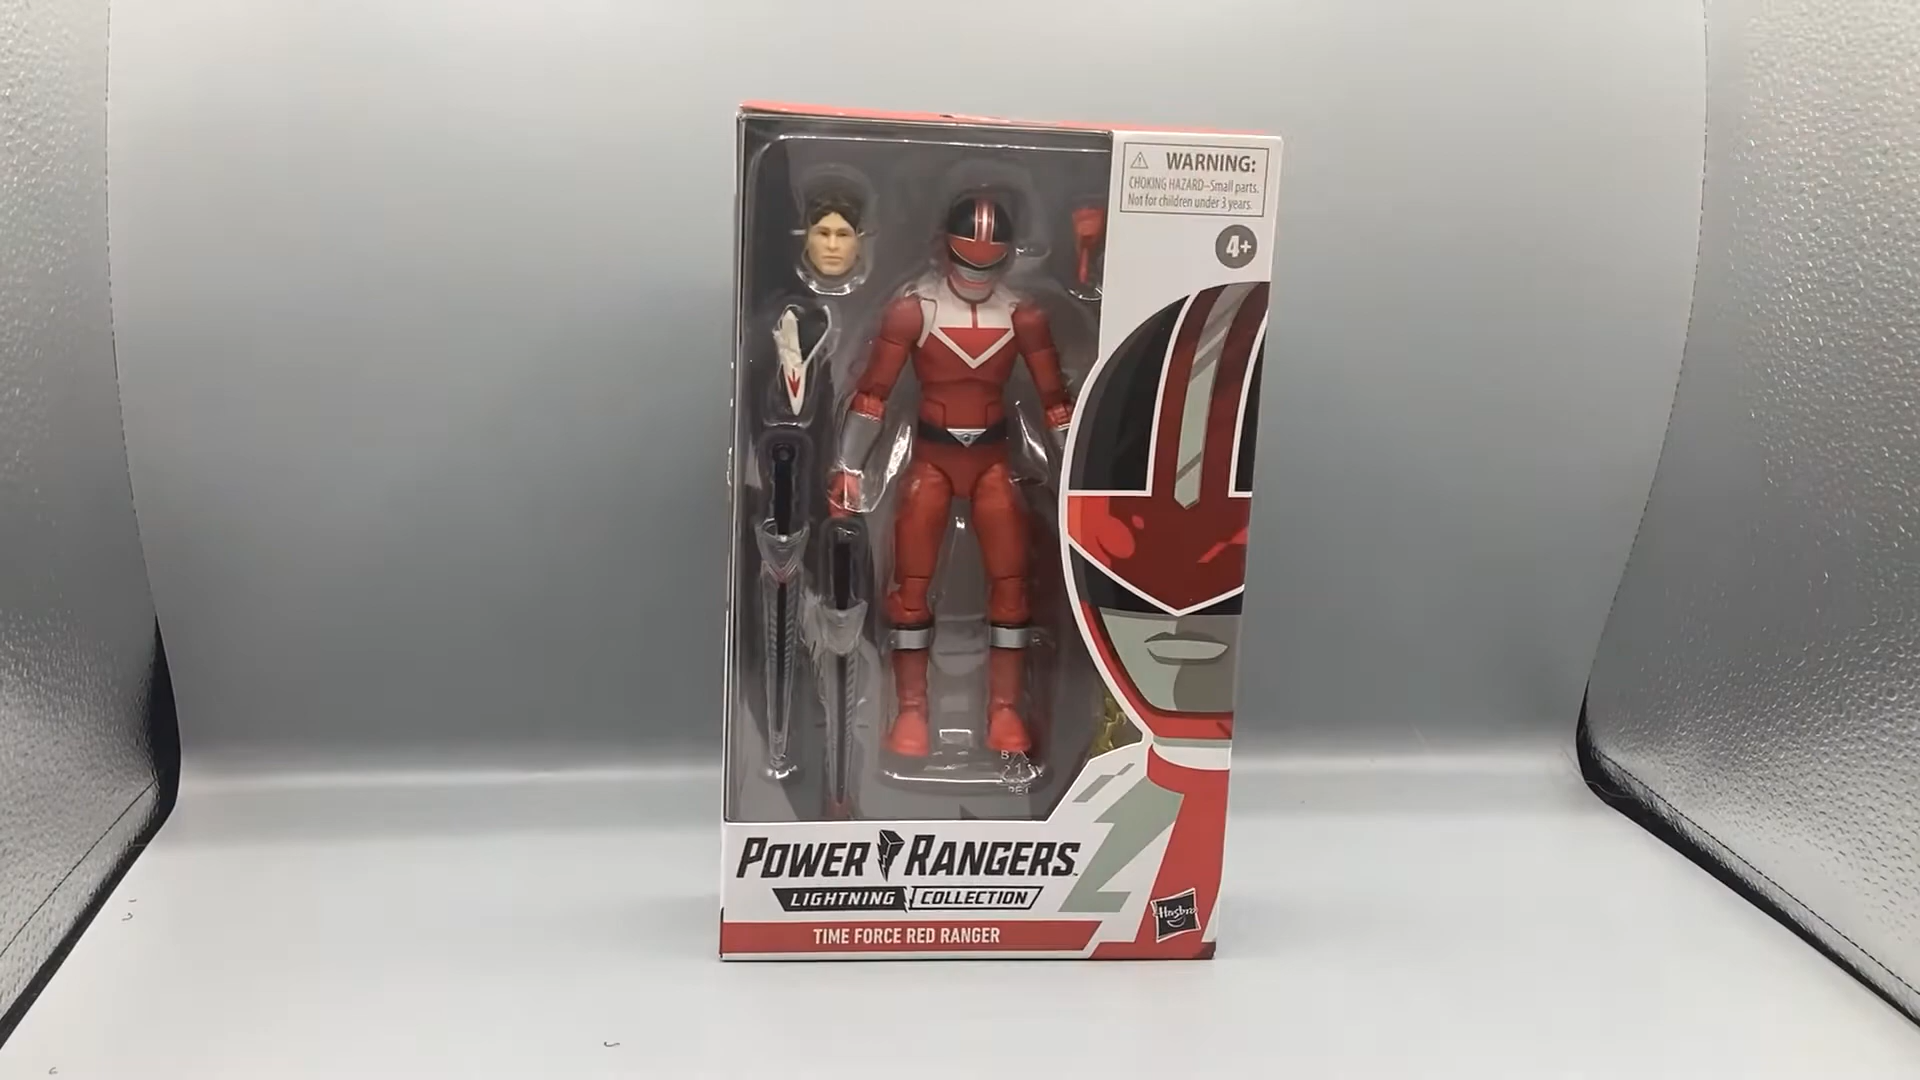 WARNING:
CHOKING HAZARD–Small parts.
Not for children under 3 years.
4+
POWER RANGERS
LIGHTNING COLLECTION
TIME FORCE RED RANGER
Hasbro